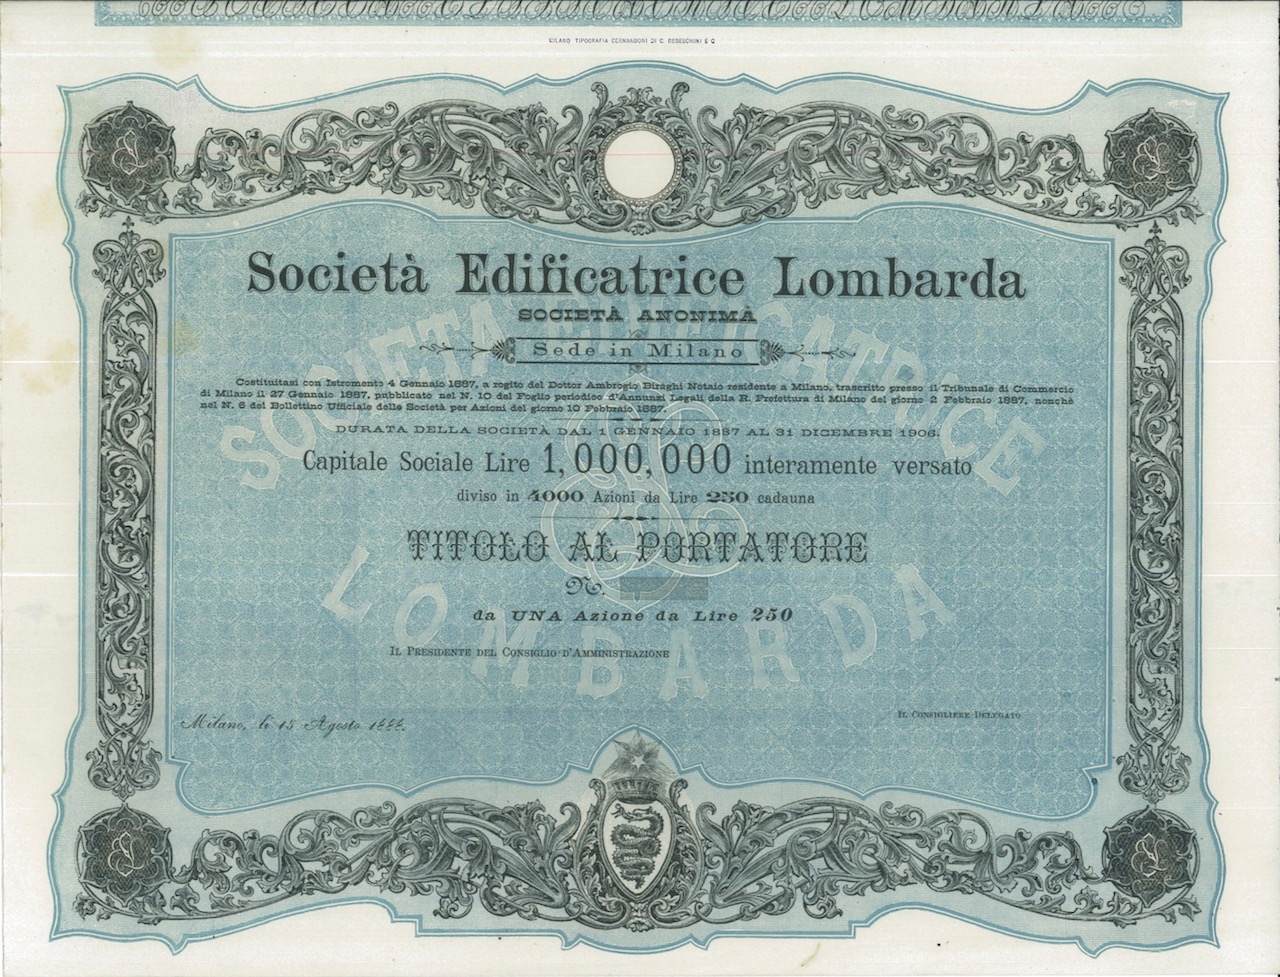 MILANO TIPOGRAFIA BERNARDONI DI C. REBESCHINI E C
Società Edificatrice Lombarda
SOCIETÀ ANONIMA
Sede in Milano
Costituitasi con Istromento 4 Gennaio 1887, a rogito del Dottor Ambrogio Biraghi Notaio residente a Milano, trascritto presso il Tribunale di Commercio
di Milano il 27 Gennaio 1887, pubblicato nel N. 10 del Foglio periodico d'Annunzi Legali della R. Prefettura di Milano del giorno 2 Febbraio 1887, nonchè
nel N. 6 del Bollettino Ufficiale delle Società per Azioni del giorno 10 Febbraio 1887.
DURATA DELLA SOCIETÀ DAL 1 GENNAIO 1887 AL 31 DICEMBRE 1906.
Capitale Sociale Lire 1,000,000 interamente versato
diviso in 4000 Azioni da Lire 250 cadauna
TITOLO AL PORTATORE
N.
da UNA Azione da Lire 250
IL PRESIDENTE DEL CONSIGLIO D'AMMINISTRAZIONE
Milano, li 15 Agosto 1888.
IL CONSIGLIERE DELEGATO
SOCIETA EDIFICATRICE
LOMBARDA